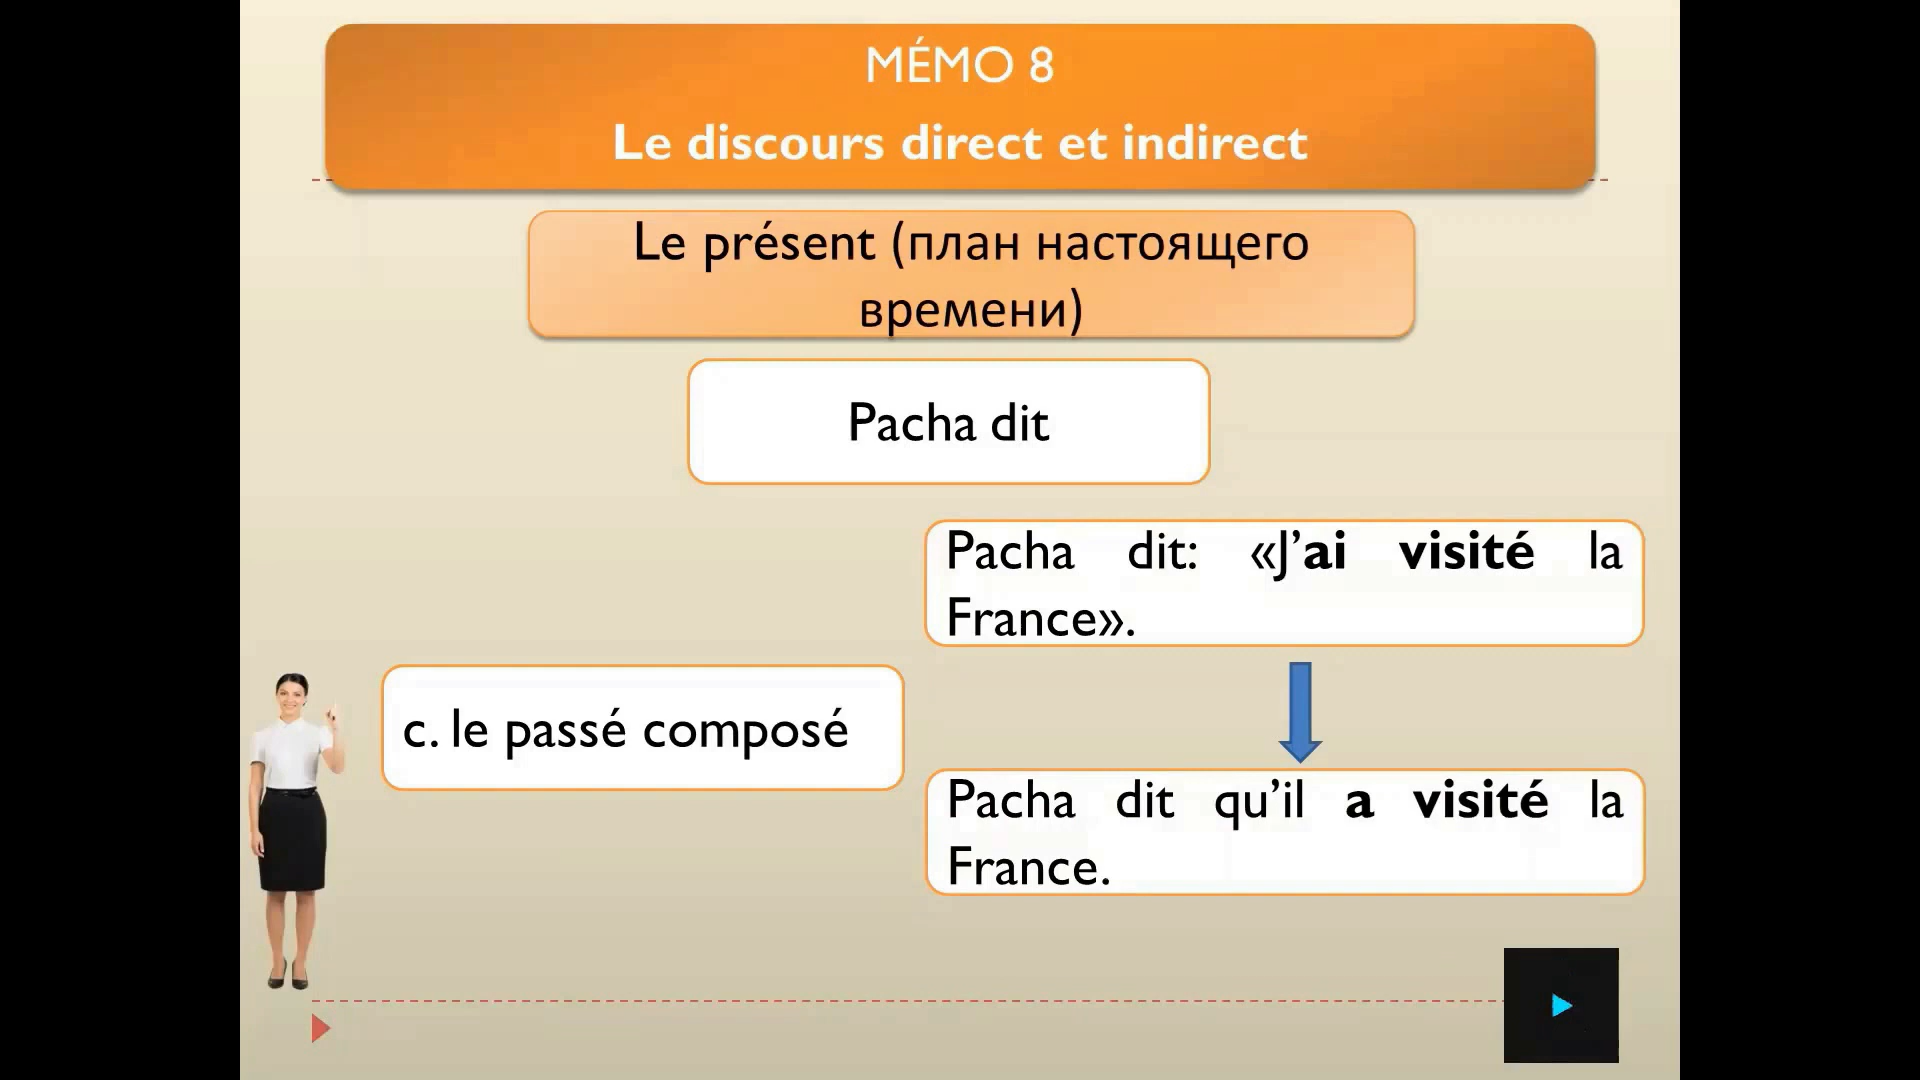 MÉMO 8
Le discours direct et indirect
Le présent (план настоящего
времени)
Pacha dit
Pacha dit: «J’ai visité la
France».
c. le passé composé
Pacha dit qu’il a visité la
France.